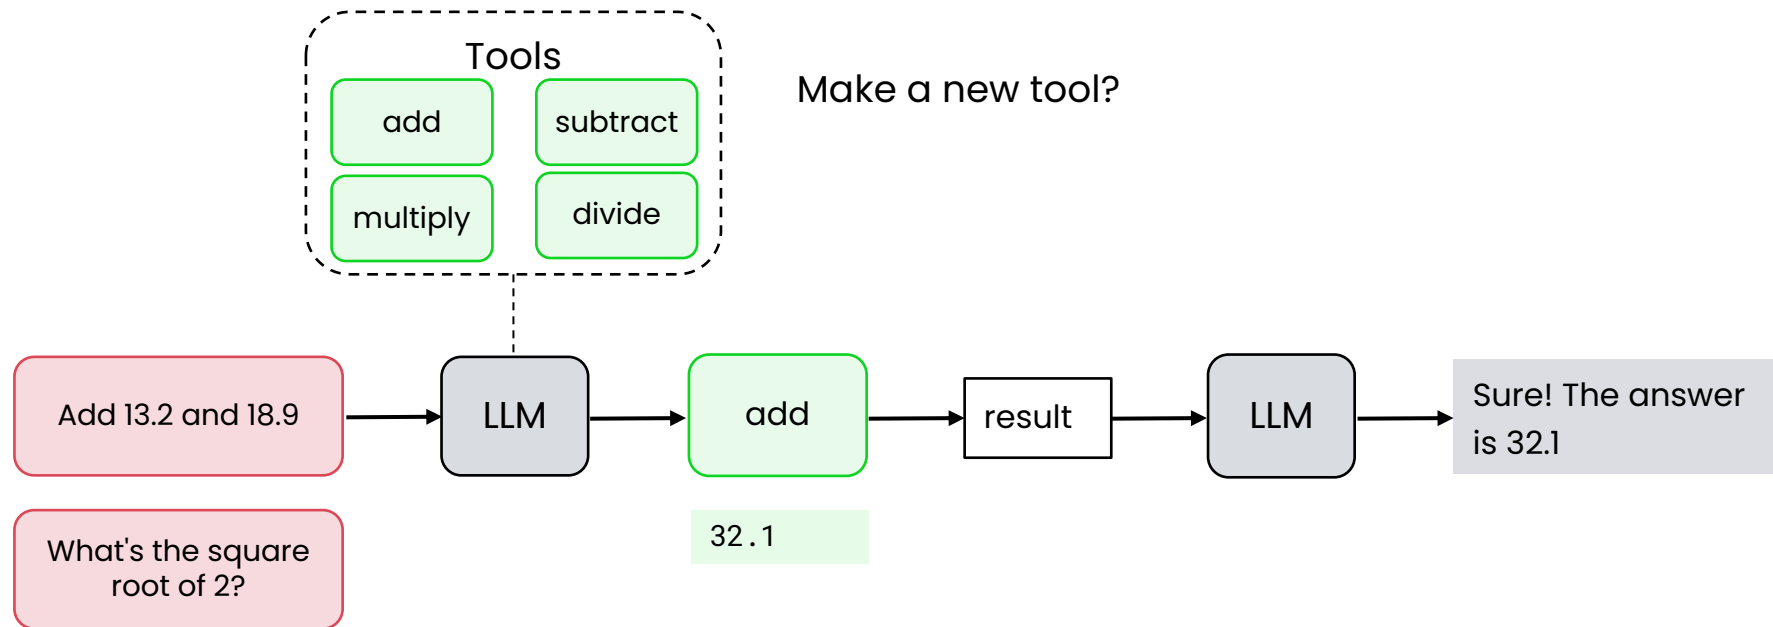 Tools
add
subtract
multiply
divide
Make a new tool?
Add 13.2 and 18.9
LLM
add
result
LLM
Sure! The answer
is 32.1
32.1
What's the square
root of 2?